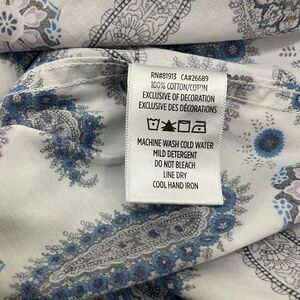 RN#81913 CA#26689
100% COTTON/COTON
EXCLUSIVE OF DECORATION
EXCLUSIVE DES DÉCORATIONS
MACHINE WASH COLD WATER
MILD DETERGENT
DO NOT BLEACH
LINE DRY
COOL HAND IRON